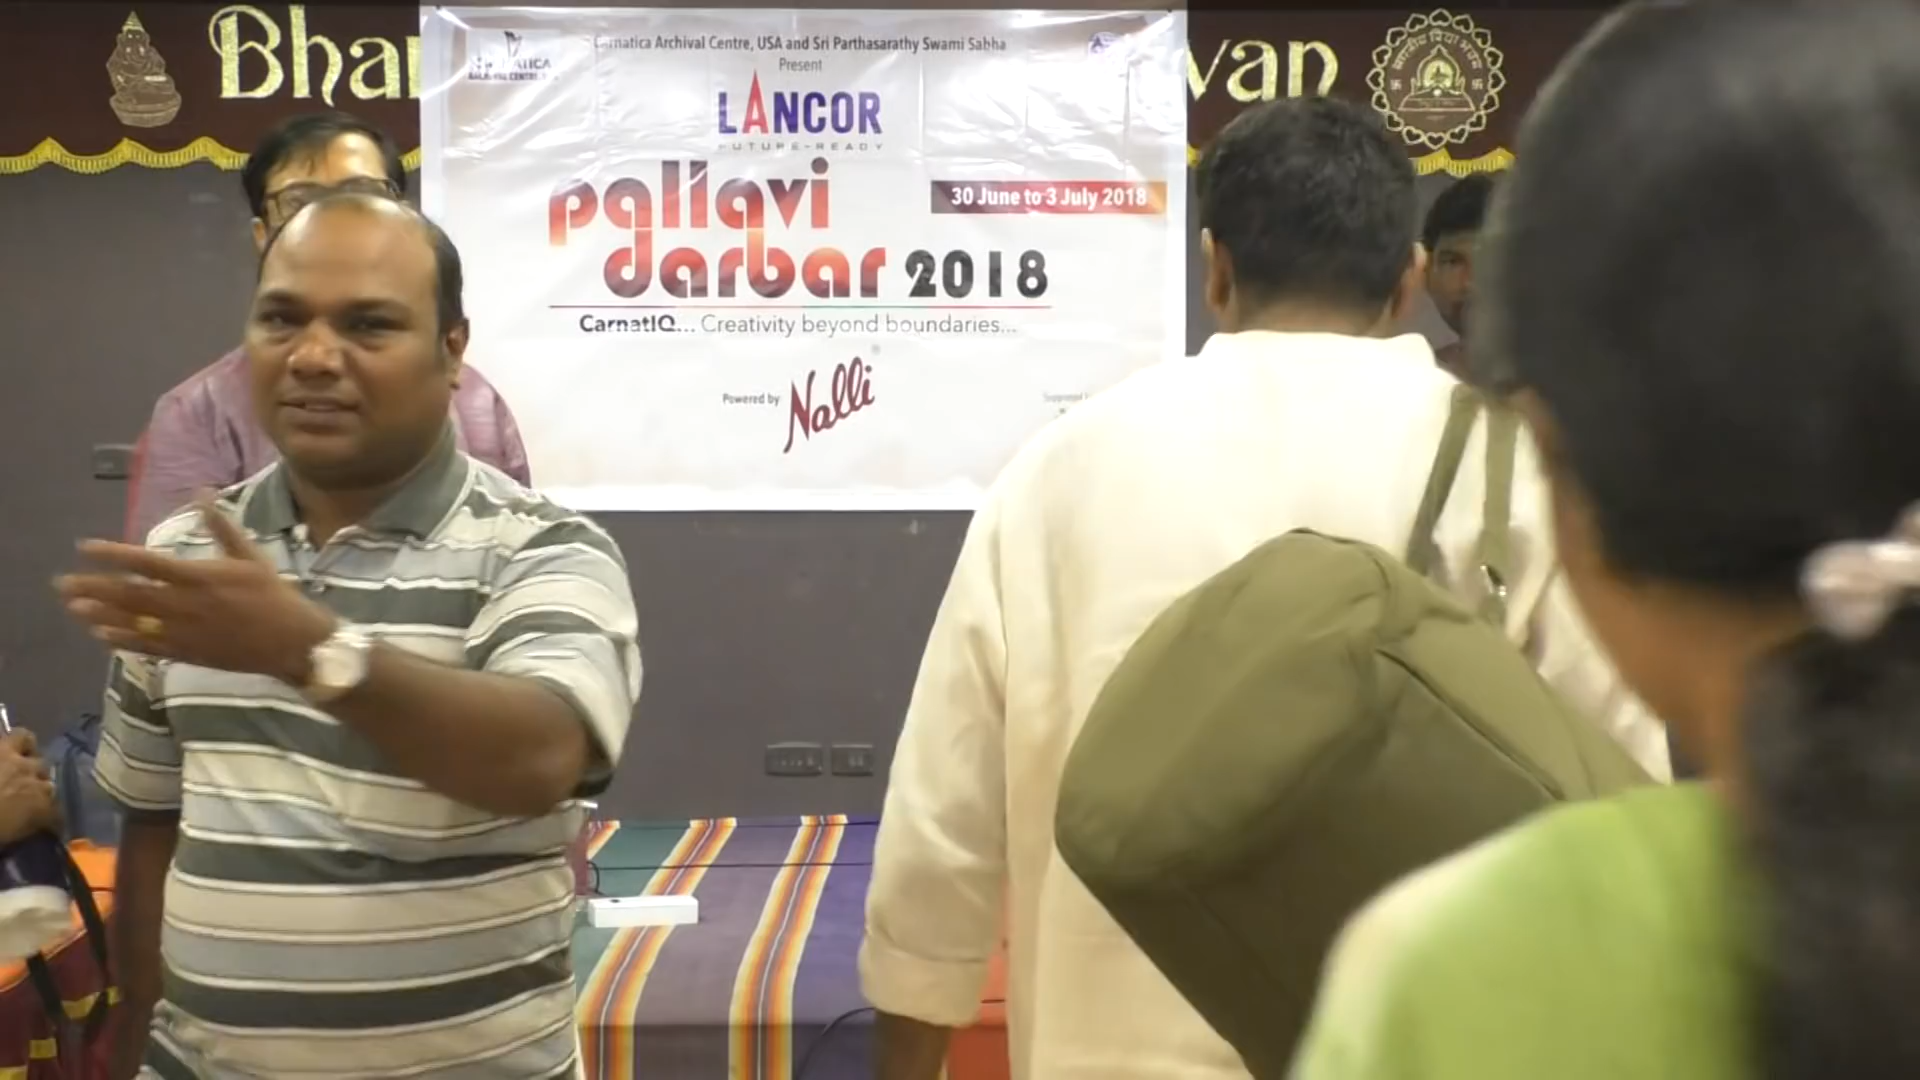 Bha
van
Carnatica Archival Centre, USA and Sri Parthasarathy Swami Sabha
Present
LANCOR
FUTURE-READY
pallavi
30 June to 3 July 2018
darbar 2018
CarnatIQ... Creativity beyond boundaries...
Powered by Nalli